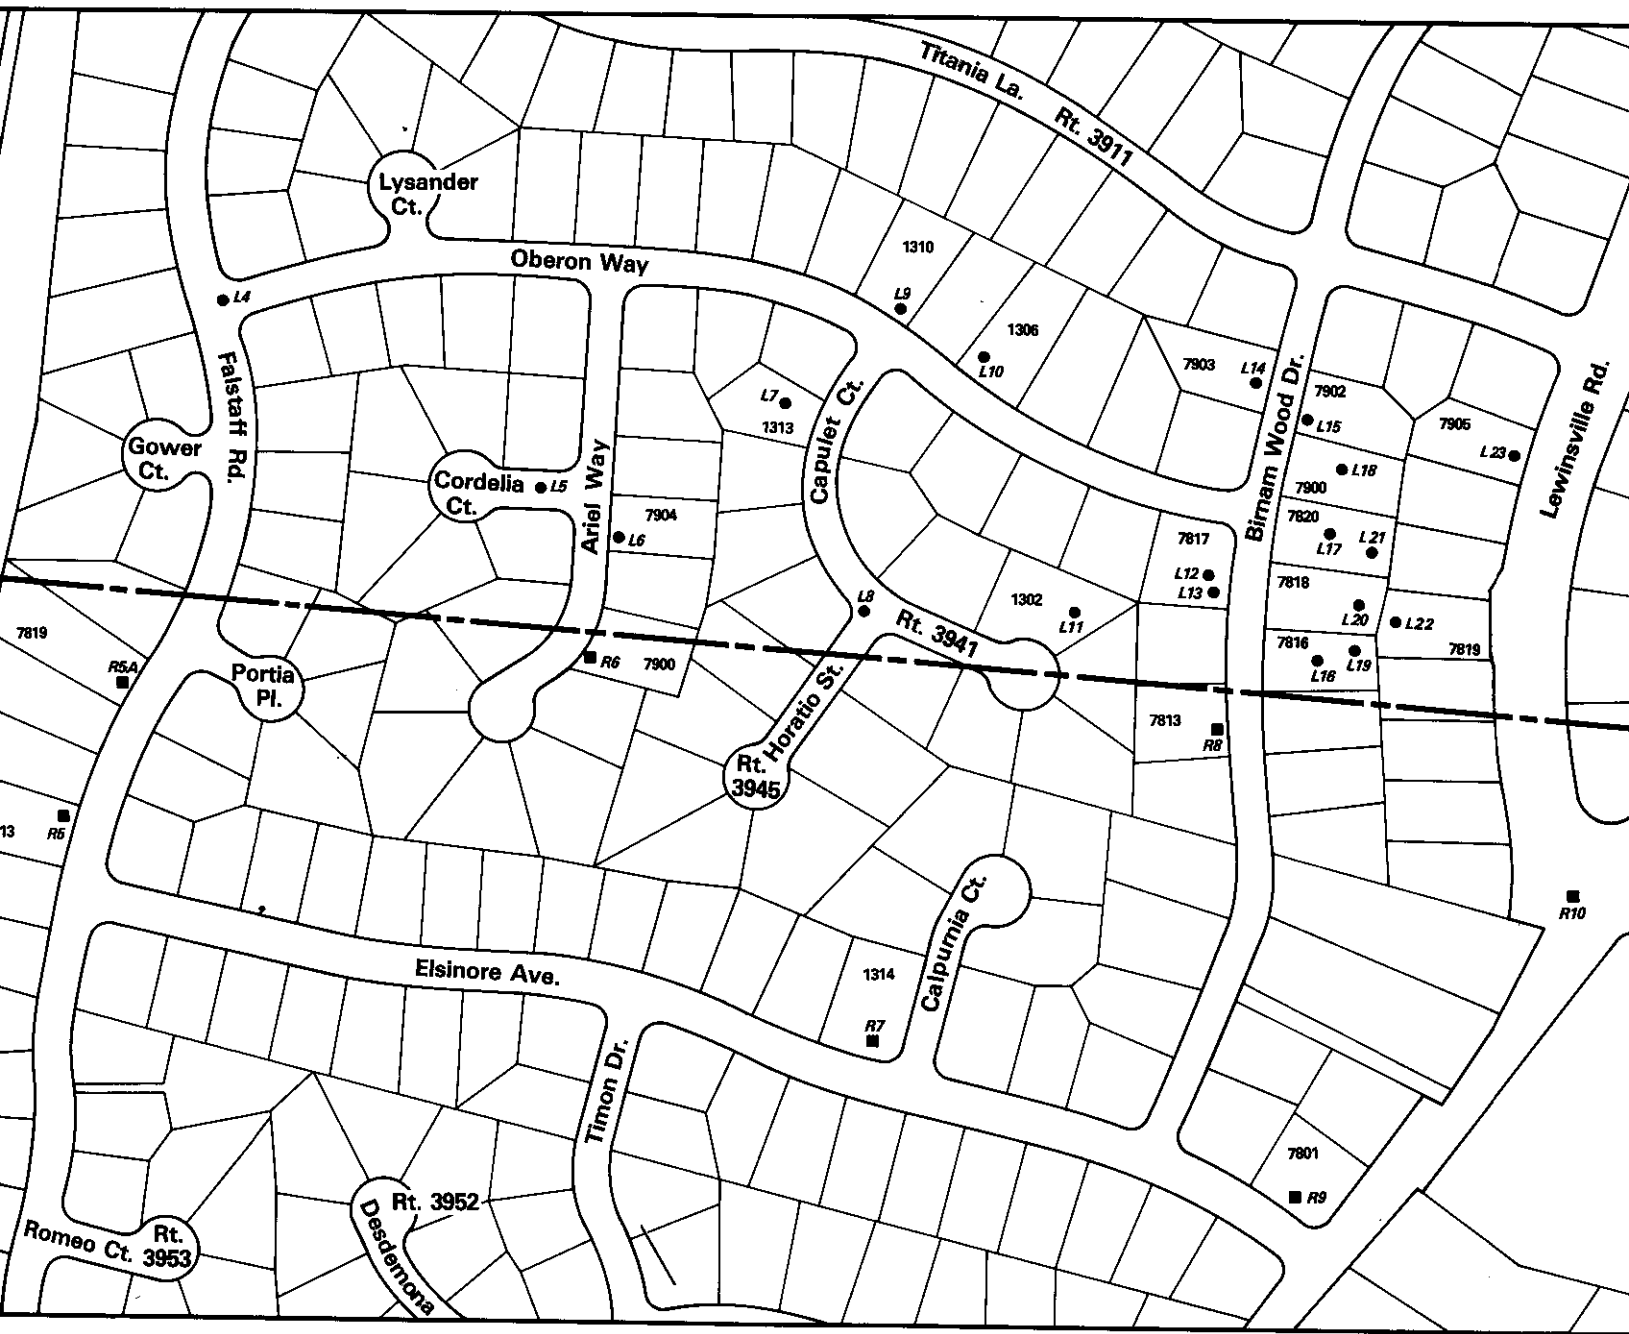 Titania La.
Rt. 3911
Lysander
Ct.
Oberon Way
1310
L4
L9
1306
L10
7903
L14
Falstaff Rd.
Birnam Wood Dr.
Lewinsville Rd.
7902
L15
7905
L23
L7
1313
Capulet Ct.
Gower
Ct.
Cordelia
Ct.
L5
Ariel Way
L18
7900
7904
L6
7820
L17
L21
7817
L12
L13
7818
L20
L22
L8
1302
L11
Rt. 3941
7819
7816
L19
L16
7819
R5A
R6
7900
Portia
Pl.
Horatio St.
7813
R8
Rt.
3945
13
R5
Calpurnia Ct.
R10
Elsinore Ave.
1314
R7
Timon Dr.
7801
R9
Rt. 3952
Desdemona
Romeo Ct.
Rt.
3953